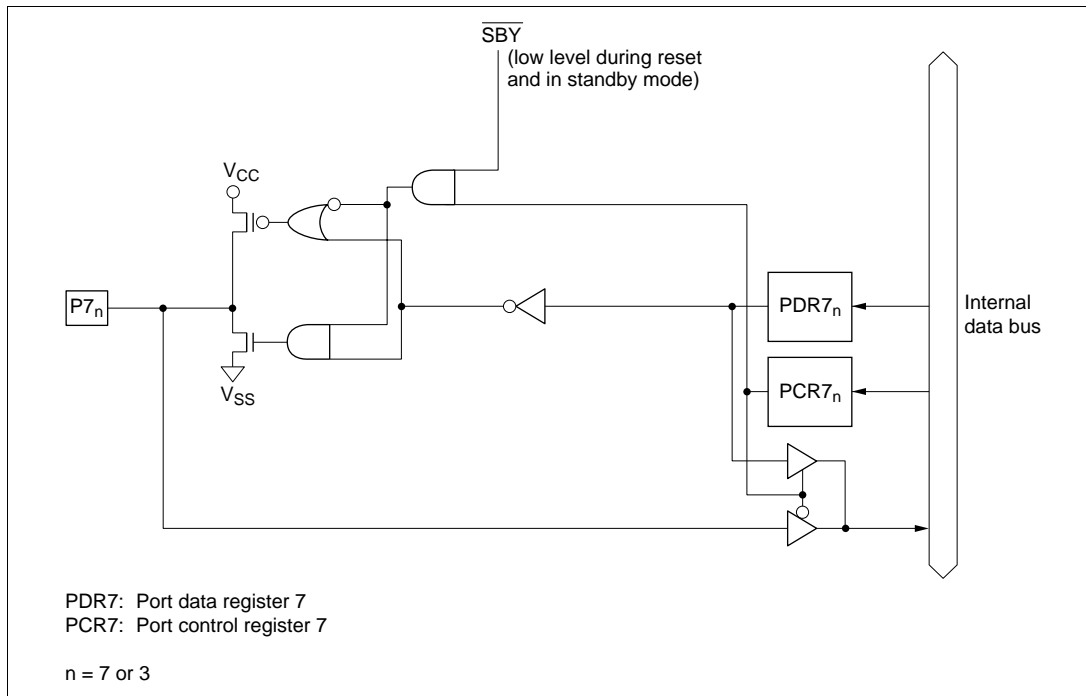 SBY
(low level during reset
and in standby mode)
VCC
P7n
VSS
PDR7n
PCR7n
Internal
data bus
PDR7: Port data register 7
PCR7: Port control register 7
n = 7 or 3